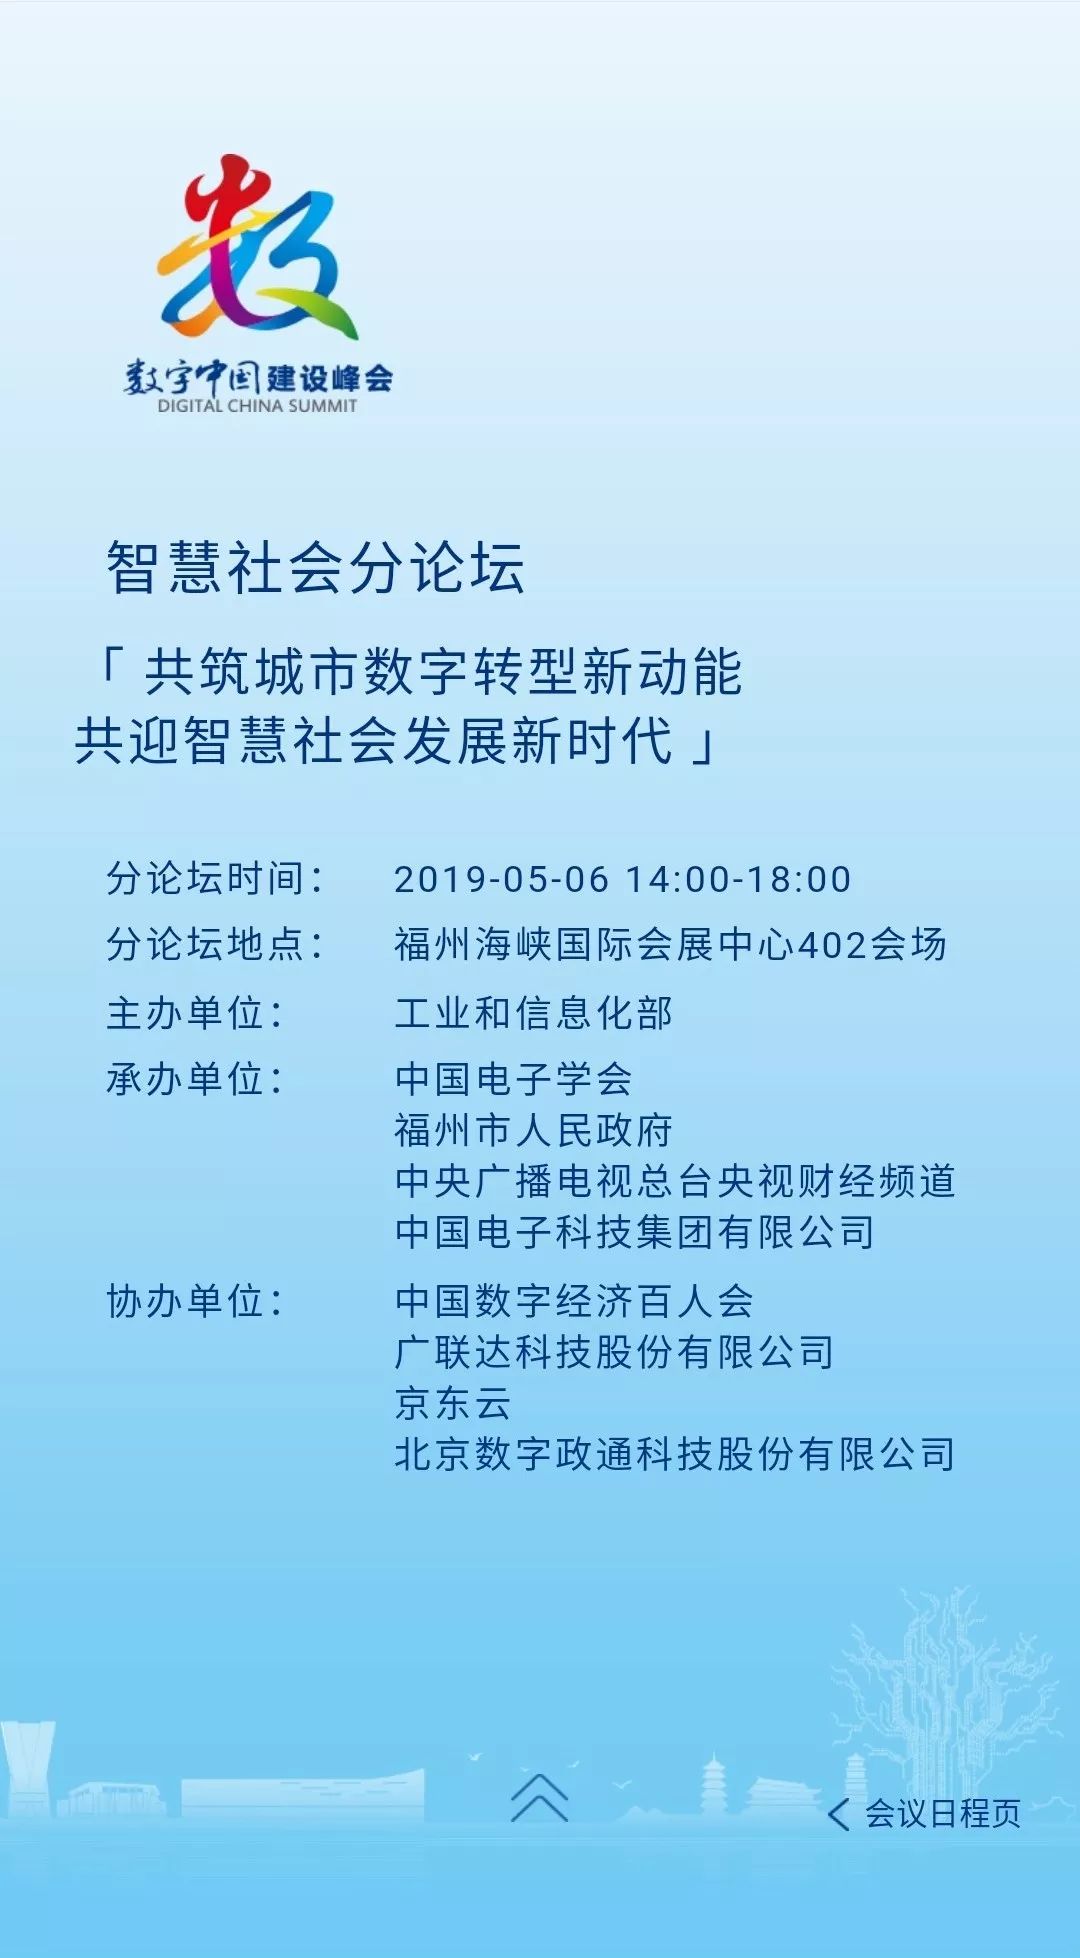 数
数字中国建设峰会
DIGITAL CHINA SUMMIT
智慧社会分论坛
「 共筑城市数字转型新动能
共迎智慧社会发展新时代 」
分论坛时间： 2019-05-06 14:00-18:00
分论坛地点： 福州海峡国际会展中心402会场
主办单位： 工业和信息化部
承办单位： 中国电子学会
福州市人民政府
中央广播电视总台央视财经频道
中国电子科技集团有限公司
协办单位： 中国数字经济百人会
广联达科技股份有限公司
京东云
北京数字政通科技股份有限公司
会议日程页